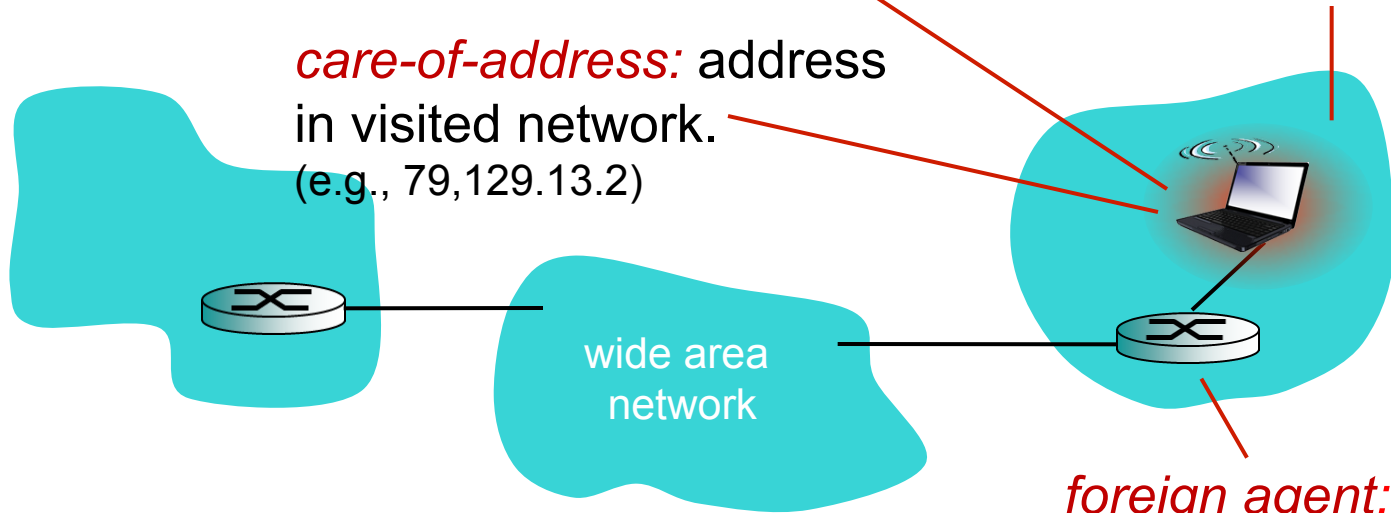 care-of-address: address
in visited network.
(e.g., 79,129.13.2)
wide area
network
foreign agent: